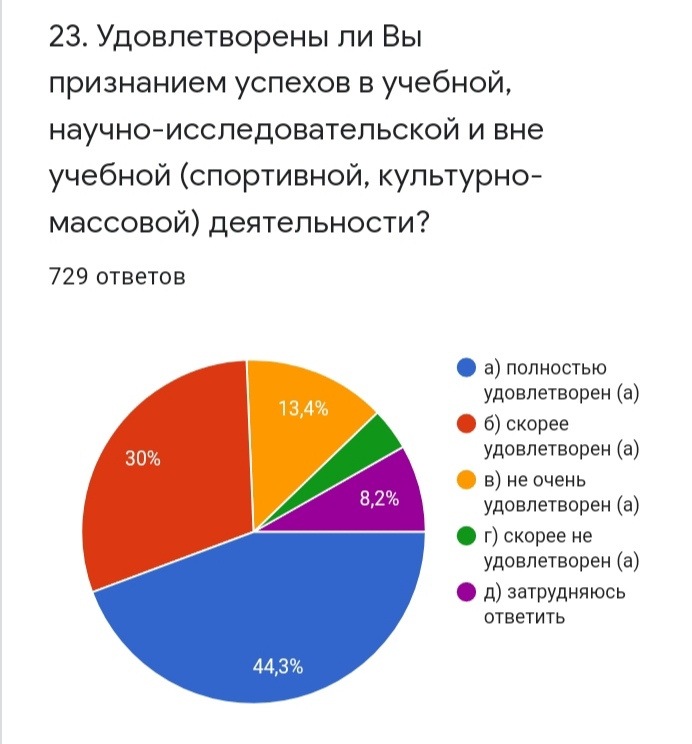 23. Удовлетворены ли Вы
признанием успехов в учебной,
научно-исследовательской и вне
учебной (спортивной, культурно-
массовой) деятельности?
729 ответов
а) полностью
удовлетворен (а)
б) скорее
удовлетворен (а)
в) не очень
удовлетворен (а)
г) скорее не
удовлетворен (а)
д) затрудняюсь
ответить
13,4%
30%
8,2%
44,3%